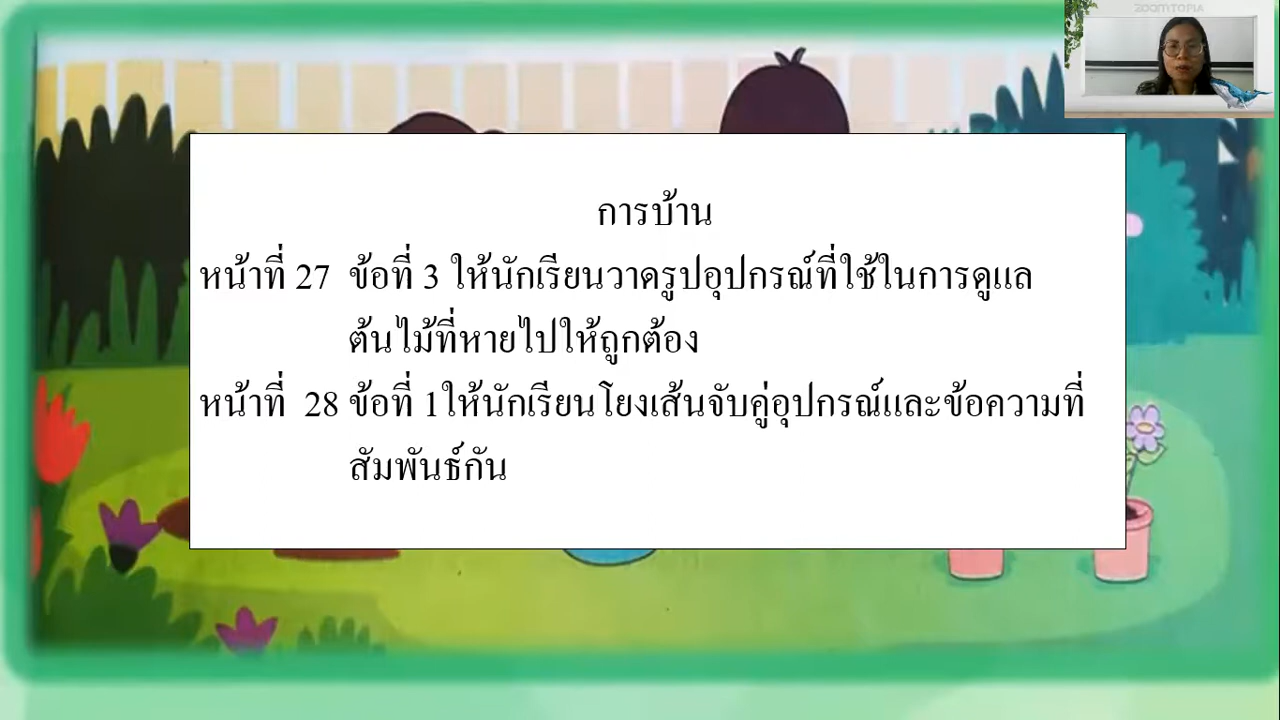 ZOOMTOPIA
การบ้าน
หน้าที่ 27 ข้อที่ 3 ให้นักเรียนวาดรูปอุปกรณ์ที่ใช้ในการดูแล
ต้นไม้ที่หายไปให้ถูกต้อง
หน้าที่ 28 ข้อที่ 1ให้นักเรียนโยงเส้นจับคู่อุปกรณ์และข้อความที่
สัมพันธ์กัน